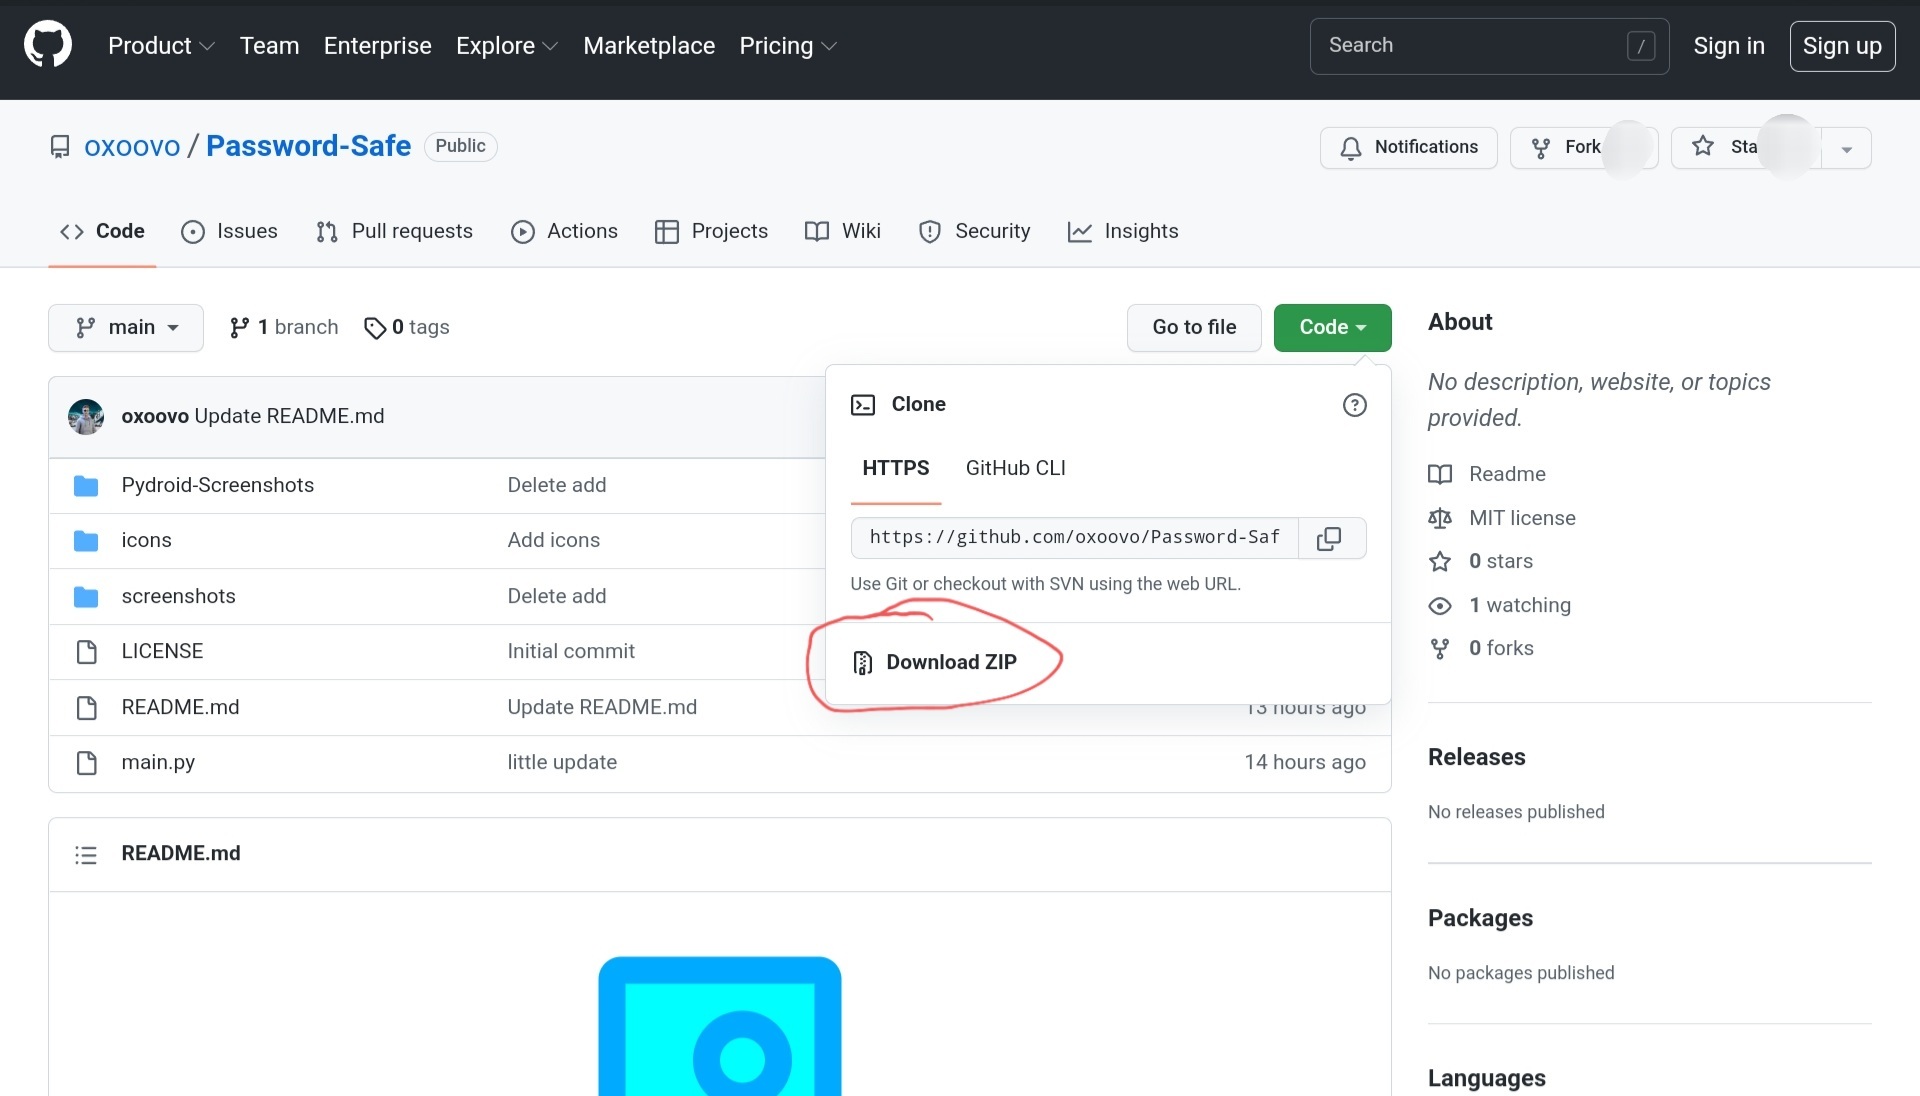 Product Team Enterprise Explore Marketplace Pricing
Search /
Sign in
Sign up
oxoovo / Password-Safe Public
Notifications
Fork
Code Issues Pull requests Actions Projects Wiki Security Insights
main 1 branch 0 tags
Go to file
Code
oxoovo Update README.md
Pydroid-Screenshots Delete add
icons Add icons
screenshots Delete add
LICENSE Initial commit
README.md Update README.md 13 hours ago
main.py little update 14 hours ago
Clone
HTTPS GitHub CLI
https://github.com/oxoovo/Password-Saf
Use Git or checkout with SVN using the web URL.
Download ZIP
README.md
About
No description, website, or topics
provided.
Readme
MIT license
0 stars
1 watching
0 forks
Releases
No releases published
Packages
No packages published
Languages